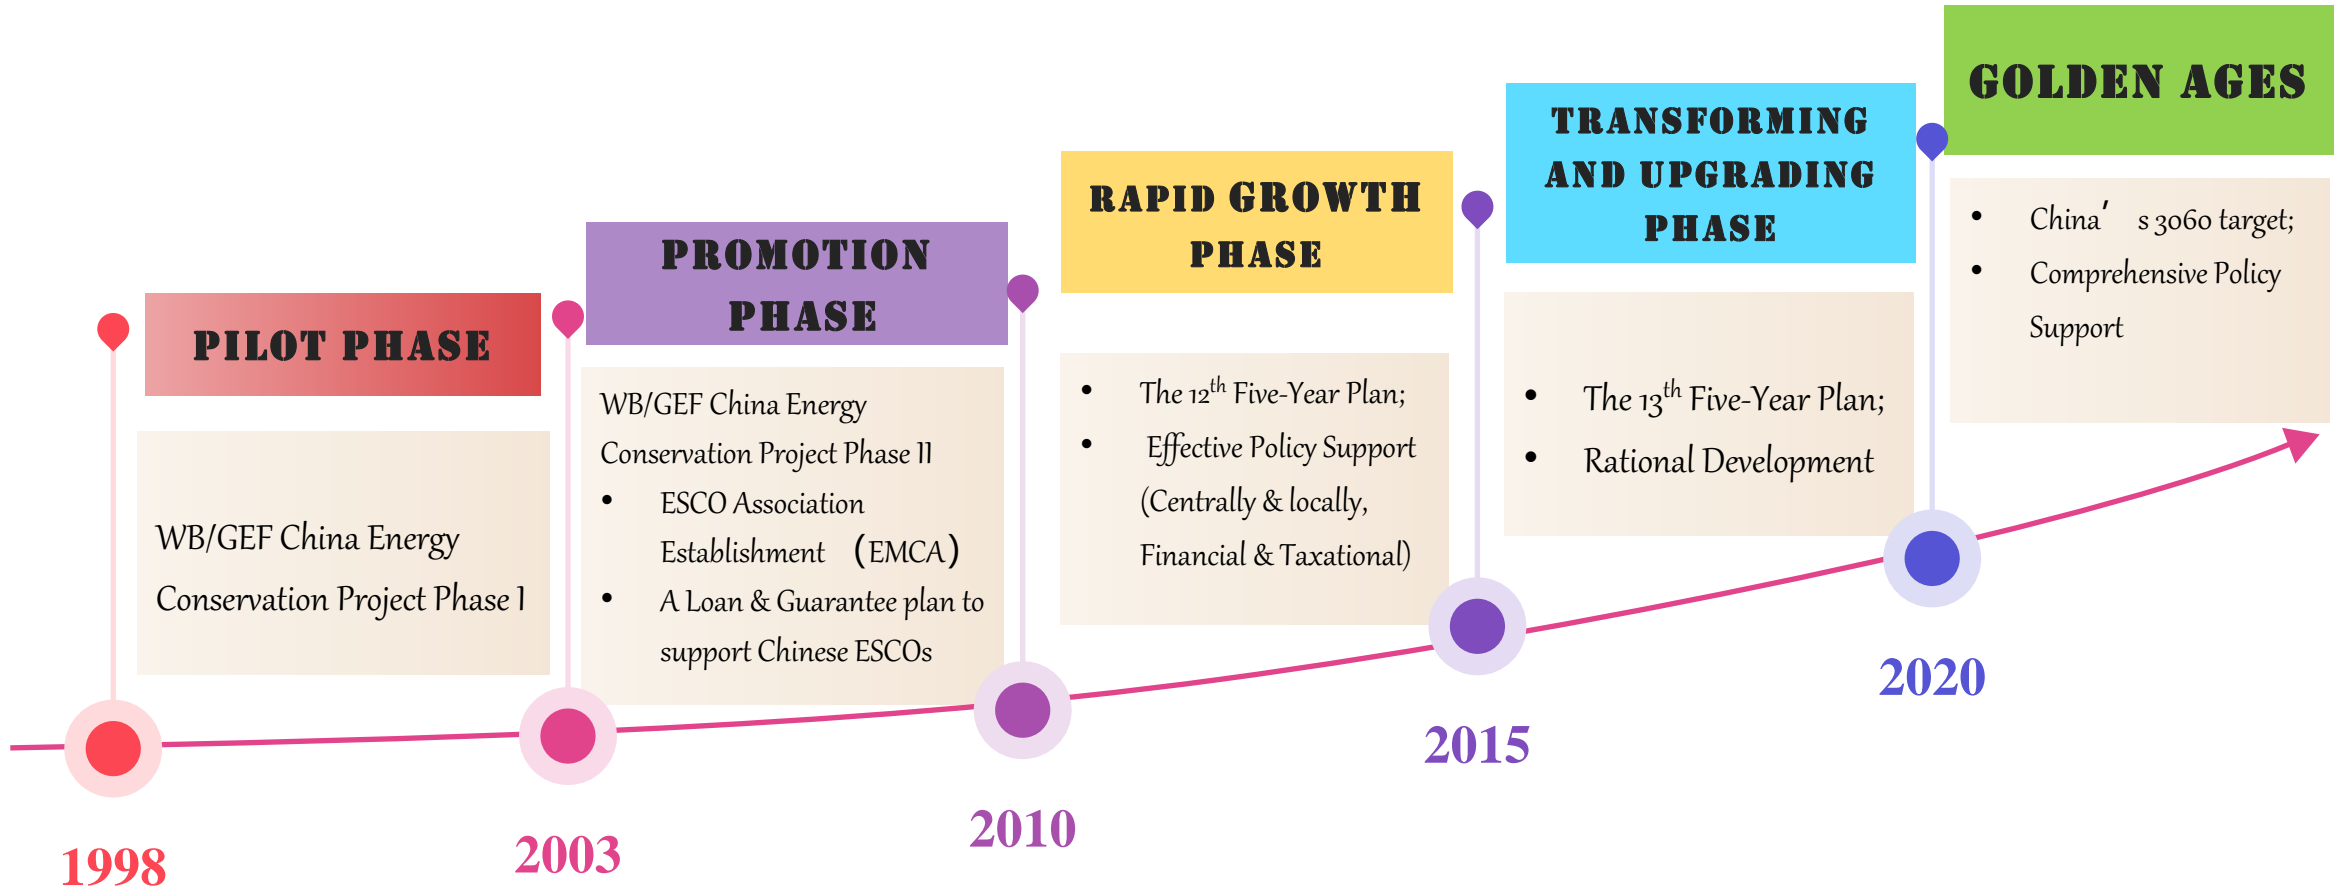 PILOT PHASE
WB/GEF China Energy
Conservation Project Phase I
1998
PROMOTION
PHASE
WB/GEF China Energy
Conservation Project Phase II
• ESCO Association
Establishment （EMCA）
• A Loan & Guarantee plan to
support Chinese ESCOs
2003
RAPID GROWTH
PHASE
• The 12th Five-Year Plan;
• Effective Policy Support
(Centrally & locally,
Financial & Taxational)
2010
TRANSFORMING
AND UPGRADING
PHASE
• The 13th Five-Year Plan;
• Rational Development
2015
GOLDEN AGES
• China’s 3060 target;
• Comprehensive Policy
Support
2020